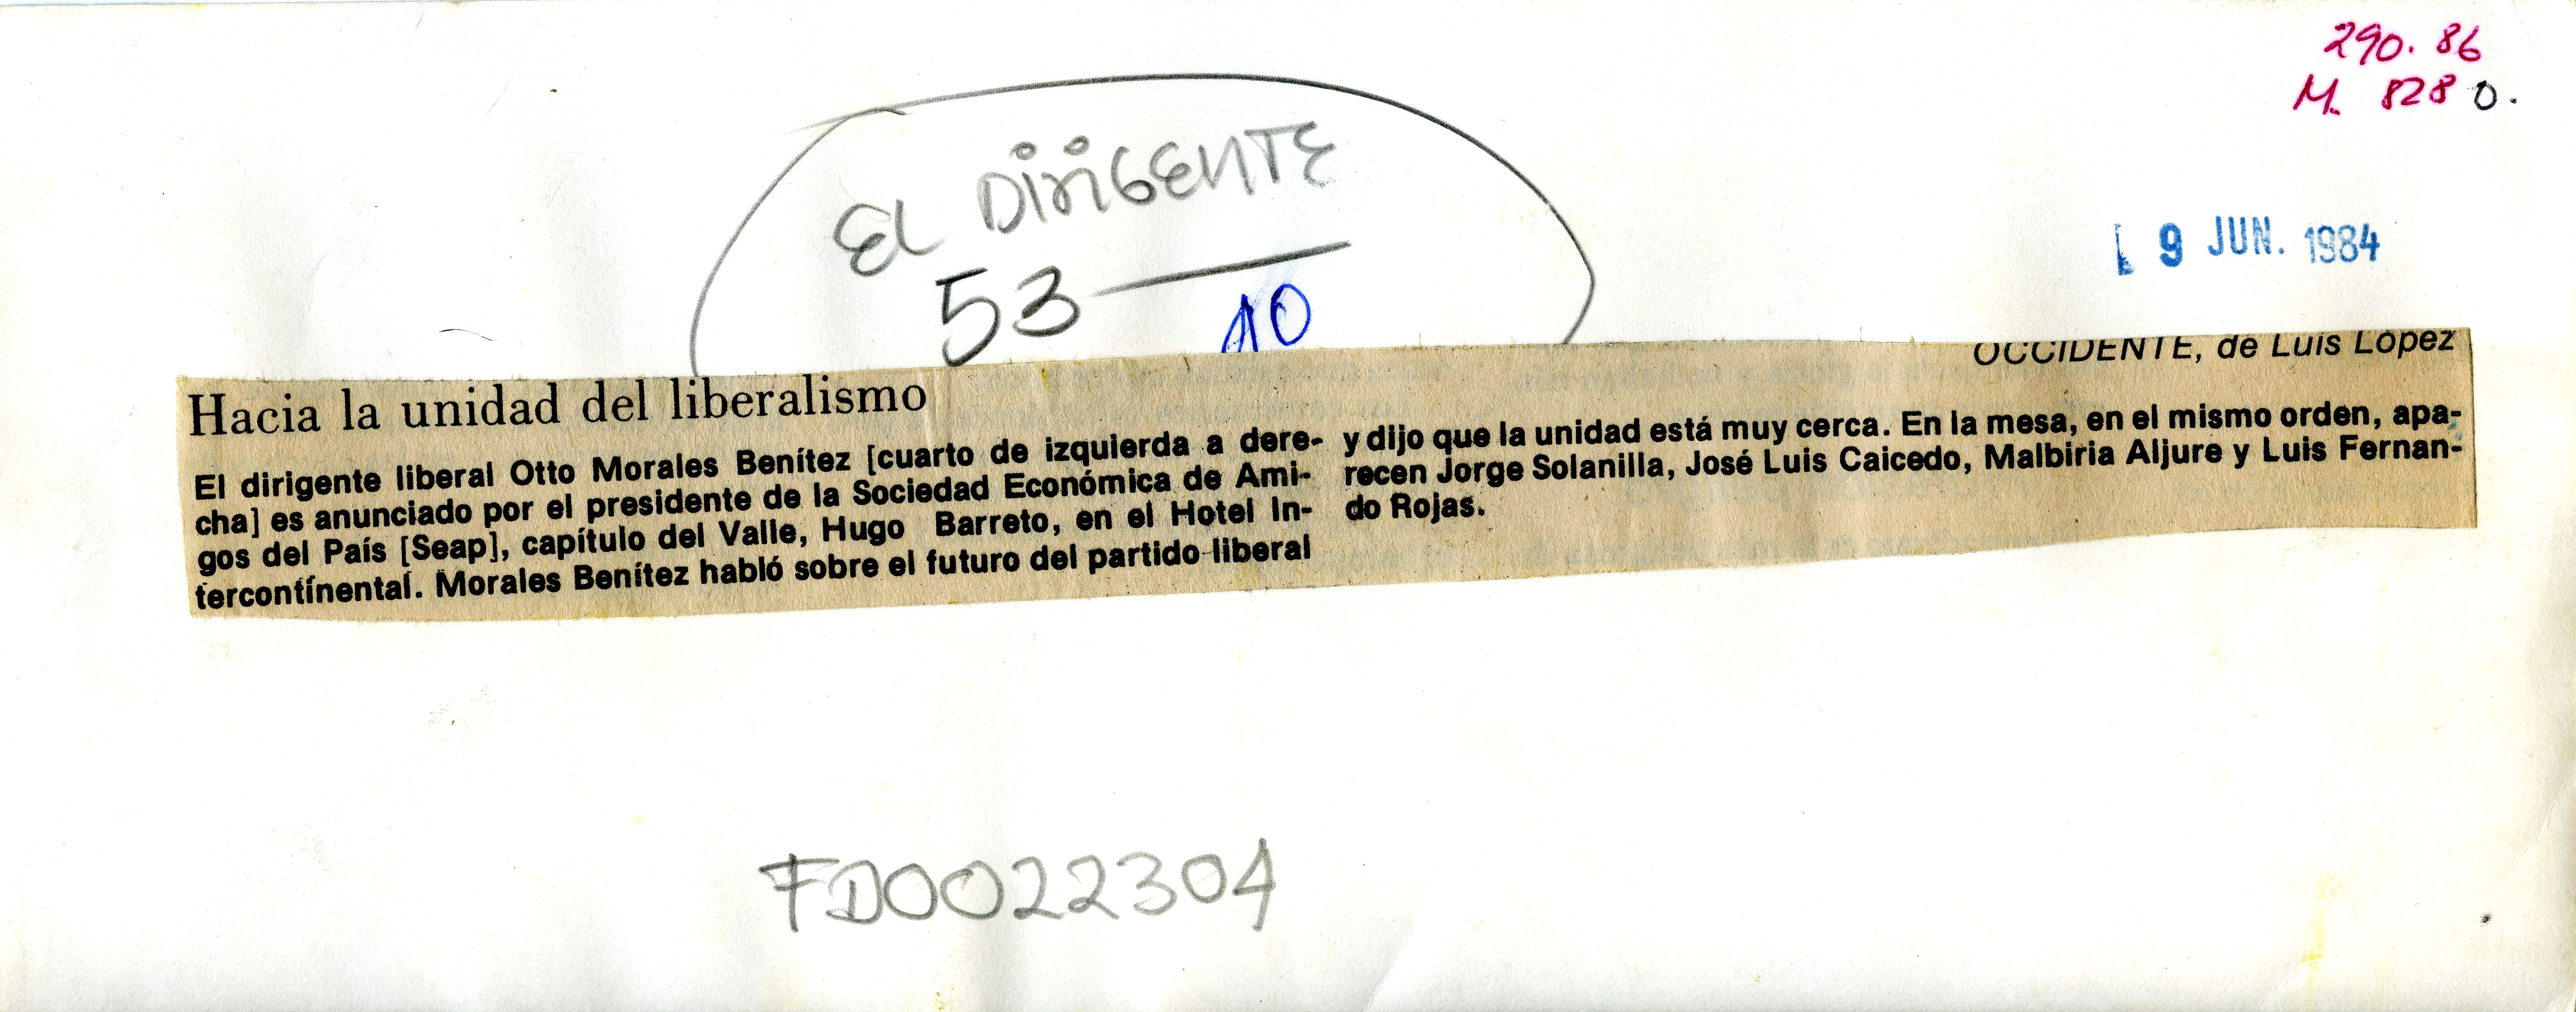 290.86
M. 828 O.
EL DIRIGENTE
53
10
9 JUN. 1984
OCCIDENTE, de Luis López
Hacia la unidad del liberalismo
El dirigente liberal Otto Morales Benítez [cuarto de izquierda a dere-
cha] es anunciado por el presidente de la Sociedad Económica de Ami-
gos del País [Seap], capítulo del Valle, Hugo Barreto, en el Hotel In-
tercontinental. Morales Benítez habló sobre el futuro del partido liberal
y dijo que la unidad está muy cerca. En la mesa, en el mismo orden, apa-
recen Jorge Solanilla, José Luis Caicedo, Malbiria Aljure y Luis Fernan-
do Rojas.
FD0022304